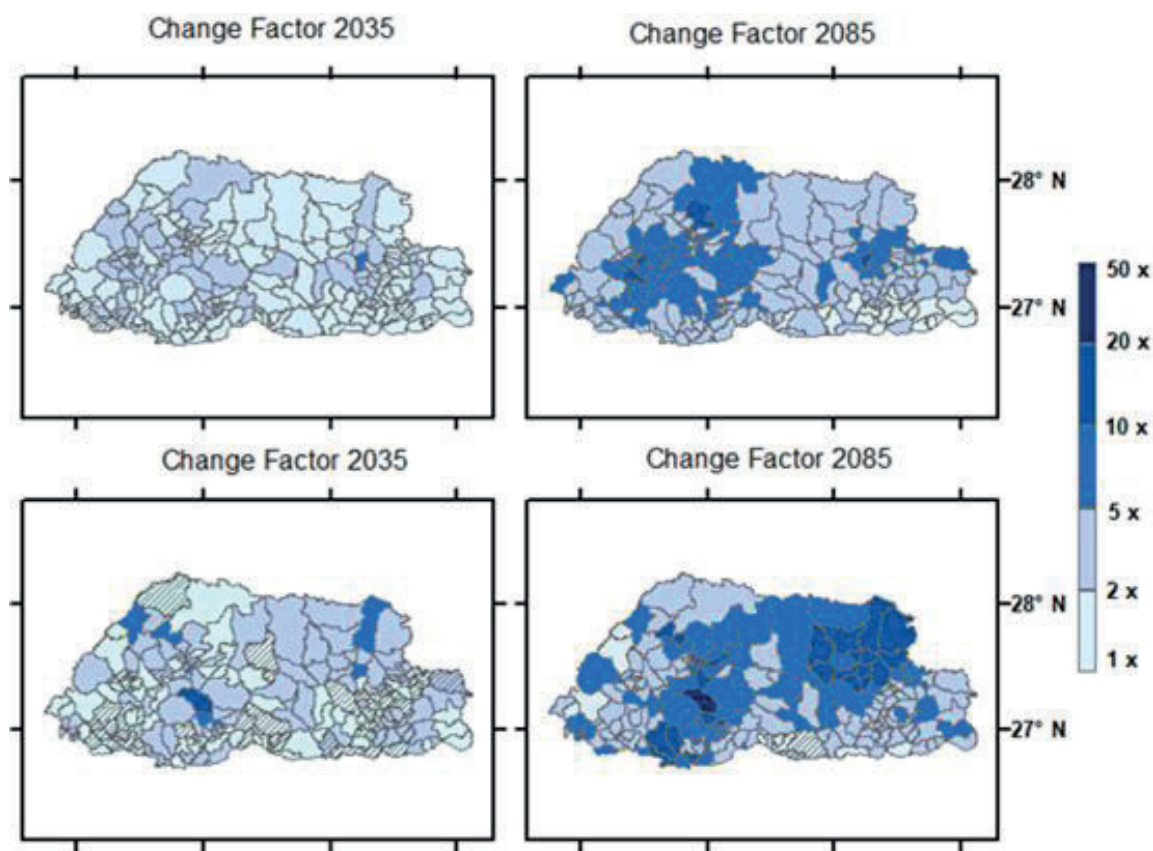 Change Factor 2035
Change Factor 2085
28° N
27° N
50 x
20 x
10 x
5 x
2 x
1 x
Change Factor 2035
Change Factor 2085
28° N
27° N